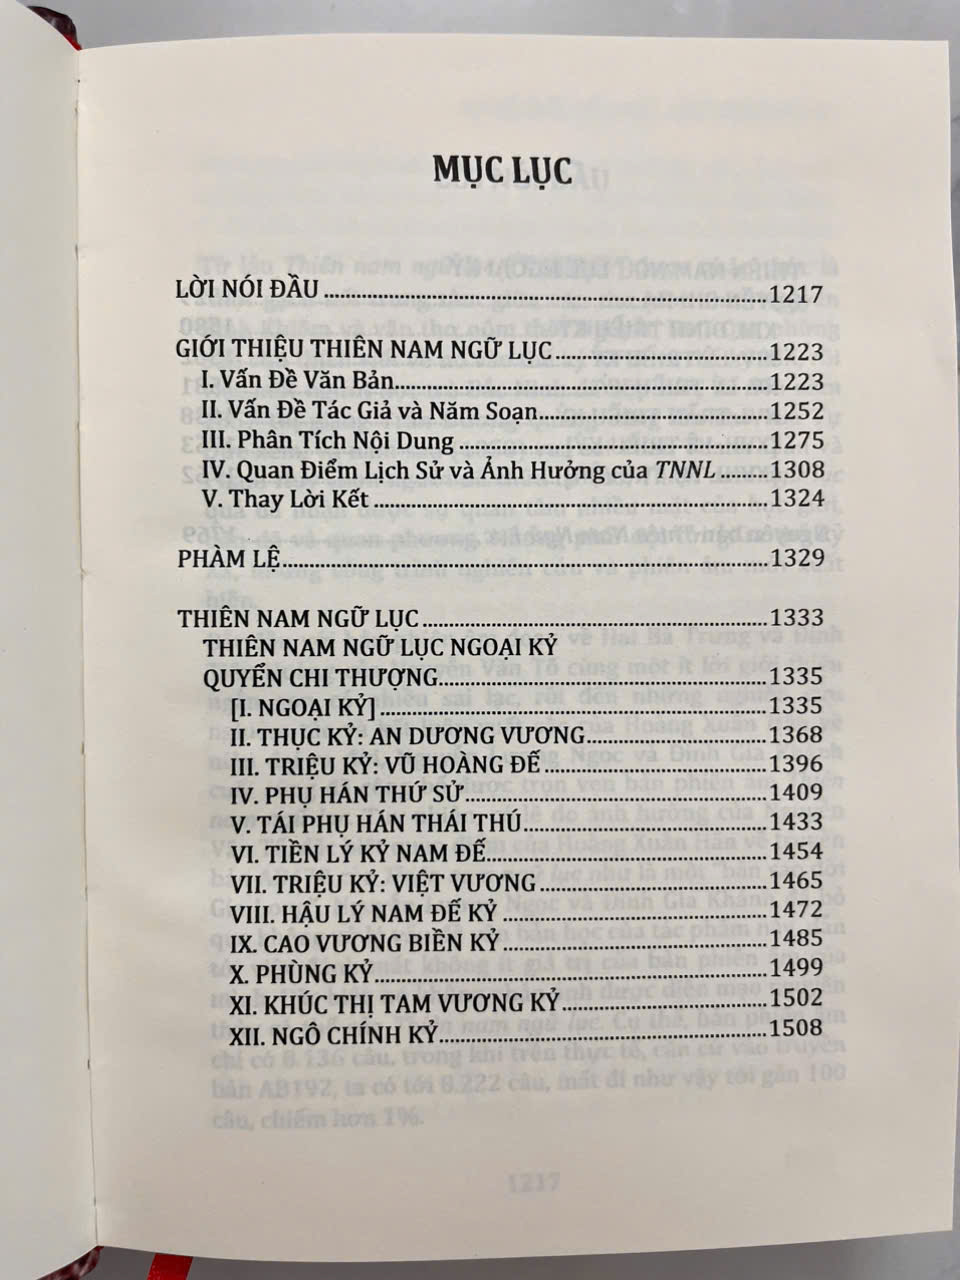 MỤC LỤC
LỜI NÓI ĐẦU ........ 1217
GIỚI THIỆU THIÊN NAM NGỮ LỤC ........ 1223
I. Vấn Đề Văn Bản ........ 1223
II. Vấn Đề Tác Giả và Năm Soạn ........ 1252
III. Phân Tích Nội Dung ........ 1275
IV. Quan Điểm Lịch Sử và Ảnh Hưởng của TNNL ........ 1308
V. Thay Lời Kết ........ 1324
PHÀM LỆ ........ 1329
THIÊN NAM NGỮ LỤC ........ 1333
THIÊN NAM NGỮ LỤC NGOẠI KỶ
QUYỂN CHI THƯỢNG ........ 1335
[I. NGOẠI KỶ] ........ 1335
II. THỤC KỶ: AN DƯƠNG VƯƠNG ........ 1368
III. TRIỆU KỶ: VŨ HOÀNG ĐẾ ........ 1396
IV. PHỤ HÁN THỨ SỬ ........ 1409
V. TÁI PHỤ HÁN THÁI THÚ ........ 1433
VI. TIỀN LÝ KỶ NAM ĐẾ ........ 1454
VII. TRIỆU KỶ: VIỆT VƯƠNG ........ 1465
VIII. HẬU LÝ NAM ĐẾ KỶ ........ 1472
IX. CAO VƯƠNG BIỀN KỶ ........ 1485
X. PHÙNG KỶ ........ 1499
XI. KHÚC THỊ TAM VƯƠNG KỶ ........ 1502
XII. NGÔ CHÍNH KỶ ........ 1508